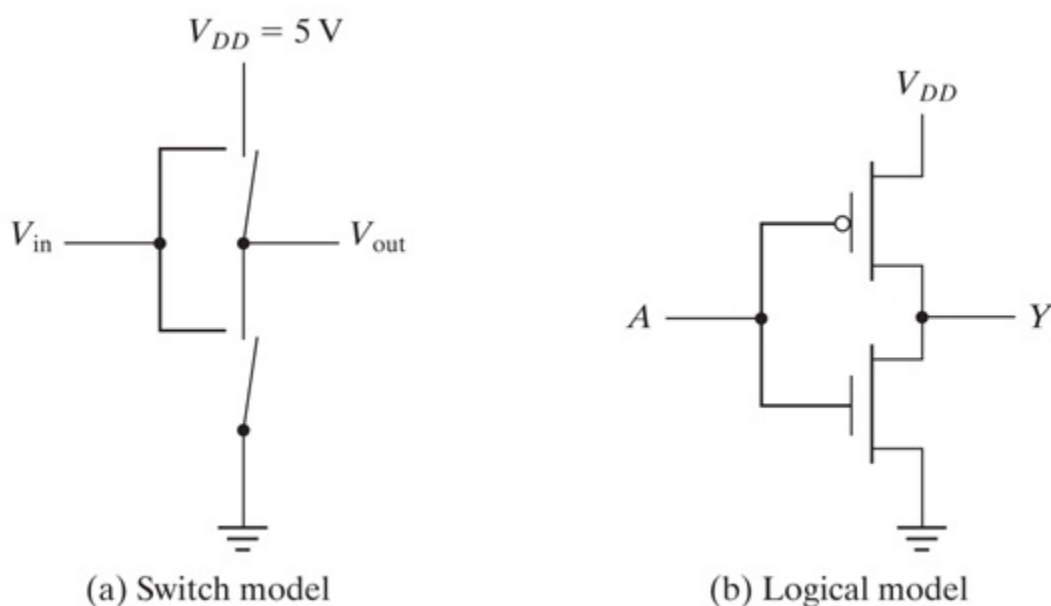 V_DD = 5 V
V_in
V_out
(a) Switch model
V_DD
A
Y
(b) Logical model